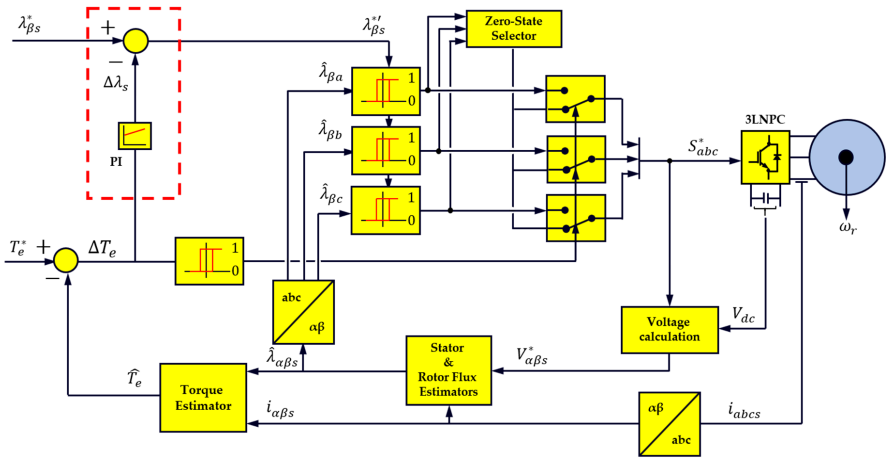 λ*βs
+
−
λ*′βs
Zero-State
Selector
Δλs
λ̂βa
1
0
PI
λ̂βb
1
0
λ̂βc
1
0
S*abc
3LNPC
ωr
T*e
+
−
ΔTe
1
0
abc
αβ
Voltage
calculation
Vdc
λ̂αβs
Stator
&
Rotor Flux
Estimators
V*αβs
T̂e
Torque
Estimator
iαβs
αβ
abc
iabcs